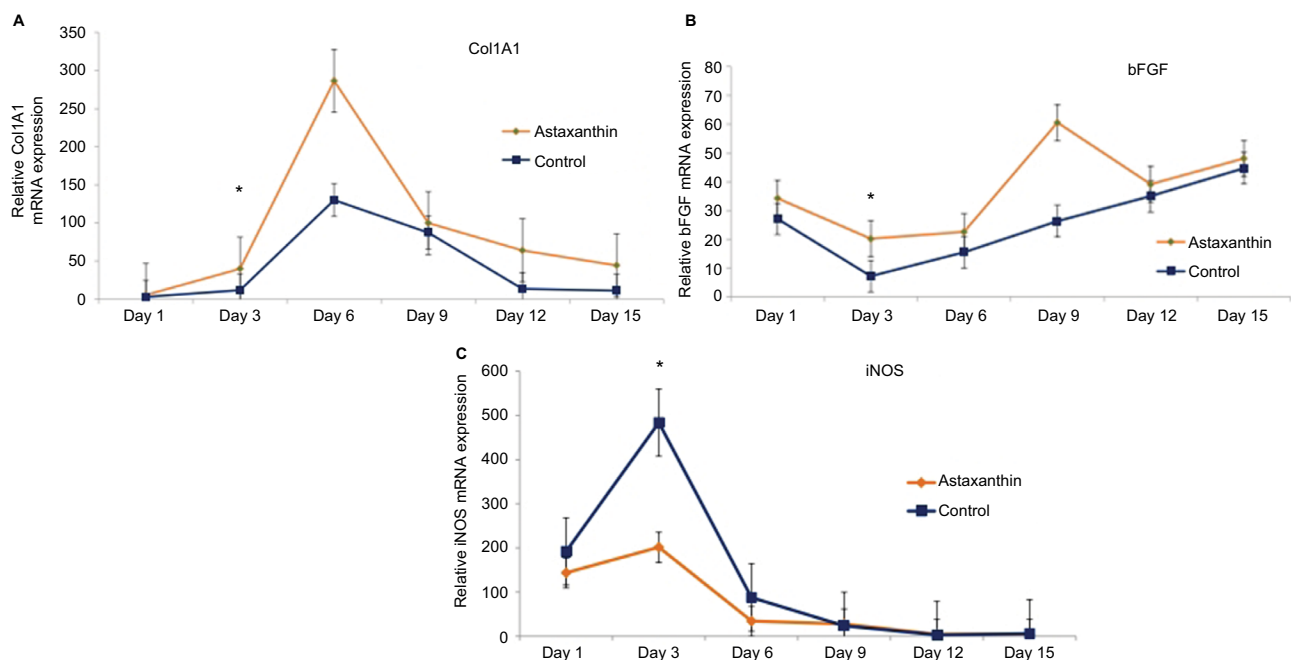 A
Col1A1
Relative Col1A1
mRNA expression
350
300
250
200
150
100
50
0
*
Astaxanthin
Control
Day 1 Day 3 Day 6 Day 9 Day 12 Day 15
B
bFGF
Relative bFGF mRNA expression
80
70
60
50
40
30
20
10
0
*
Astaxanthin
Control
Day 1 Day 3 Day 6 Day 9 Day 12 Day 15
C
iNOS
Relative iNOS mRNA expression
600
500
400
300
200
100
0
*
Astaxanthin
Control
Day 1 Day 3 Day 6 Day 9 Day 12 Day 15